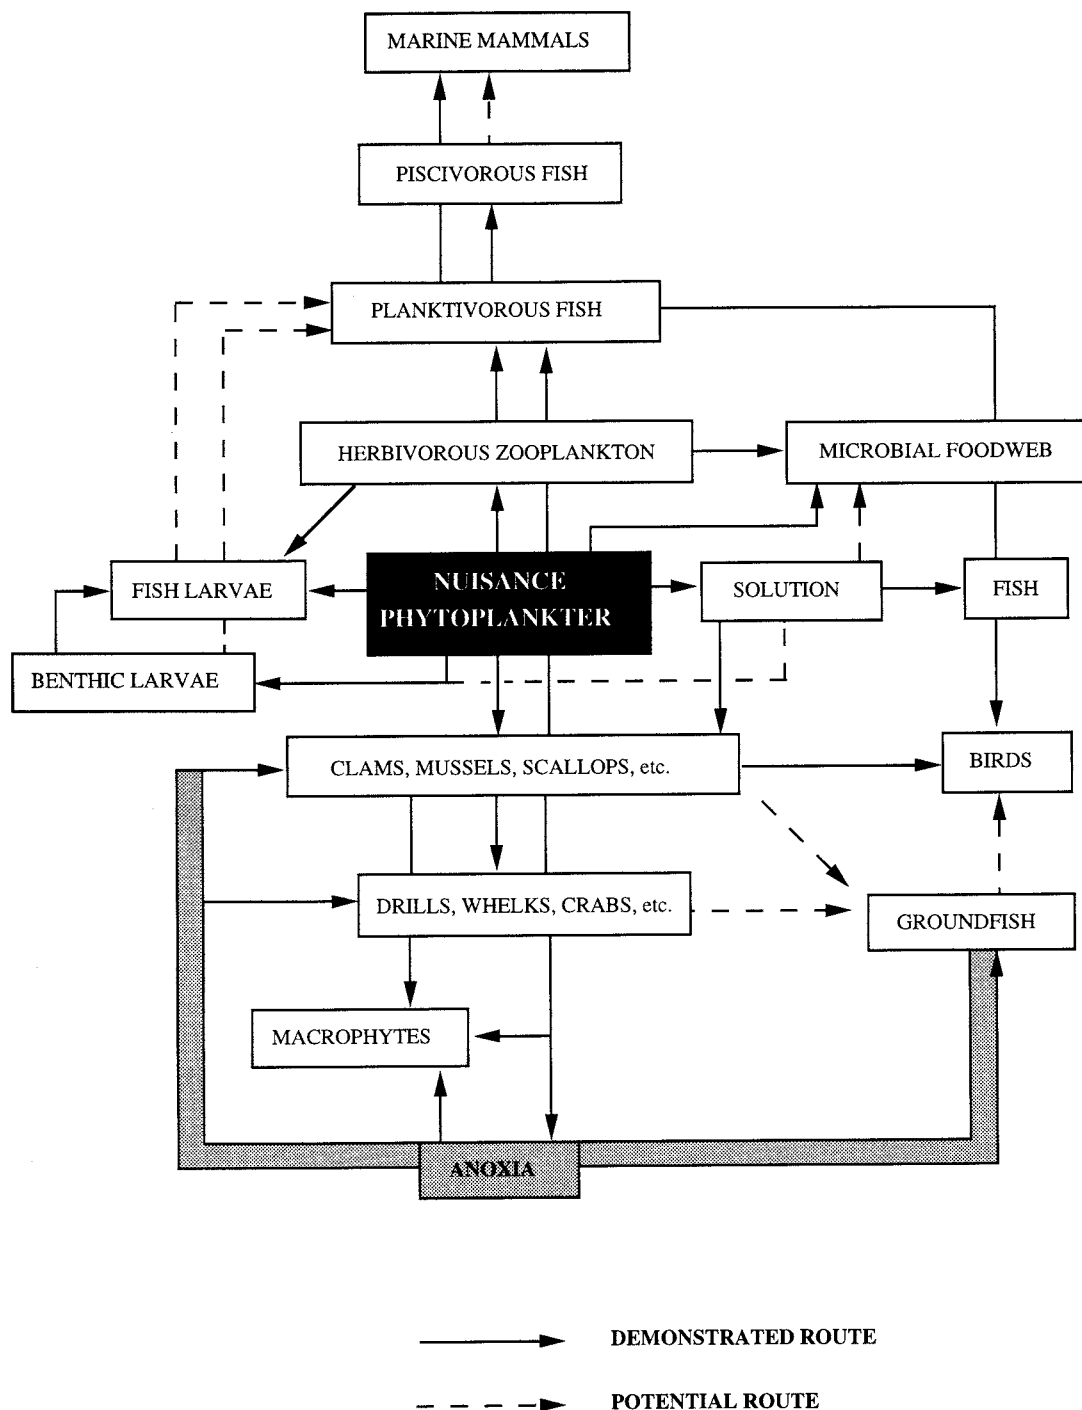 MARINE MAMMALS
PISCIVOROUS FISH
PLANKTIVOROUS FISH
HERBIVOROUS ZOOPLANKTON
MICROBIAL FOODWEB
FISH LARVAE
NUISANCE
PHYTOPLANKTER
SOLUTION
FISH
BENTHIC LARVAE
CLAMS, MUSSELS, SCALLOPS, etc.
BIRDS
DRILLS, WHELKS, CRABS, etc.
GROUNDFISH
MACROPHYTES
ANOXIA
DEMONSTRATED ROUTE
POTENTIAL ROUTE